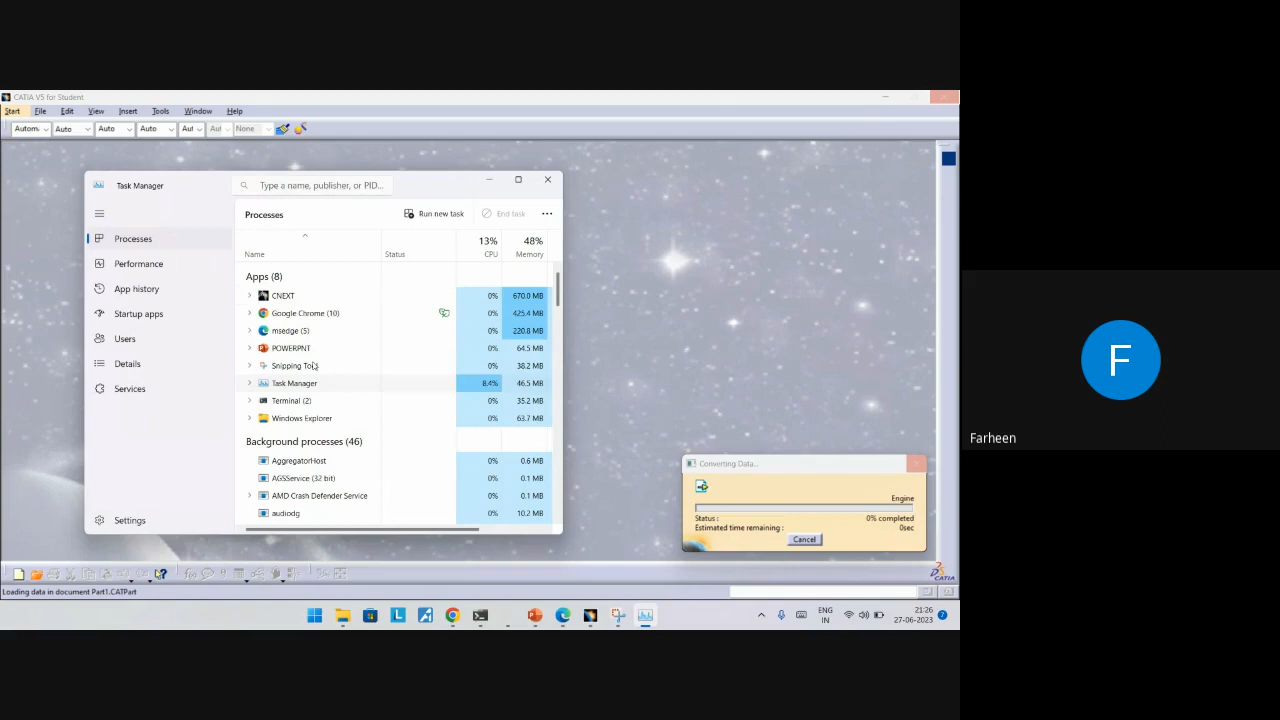 CATIA V5 for Student
Start File Edit View Insert Tools Window Help
Autom Auto Auto Auto Aut Aut None
Task Manager
Type a name, publisher, or PID...
Processes
Performance
App history
Startup apps
Users
Details
Services
Settings
Processes Run new task End task
13% 48%
Name Status CPU Memory
Apps (8)
CNEXT 0% 670.0 MB
Google Chrome (10) 0% 425.4 MB
msedge (5) 0% 220.8 MB
POWERPNT 0% 64.5 MB
Snipping Tools 0% 38.2 MB
Task Manager 8.4% 46.5 MB
Terminal (2) 0% 35.2 MB
Windows Explorer 0% 63.7 MB
Background processes (46)
AggregatorHost 0% 0.6 MB
AGSService (32 bit) 0% 0.1 MB
AMD Crash Defender Service 0% 0.1 MB
audiodg 0% 10.2 MB
Converting Data...
Engine
Status : 0% completed
Estimated time remaining : 0sec
Cancel
CATIA
Loading data in document Part1.CATPart
ENG
IN
21:26
27-06-2023
7
F
Farheen